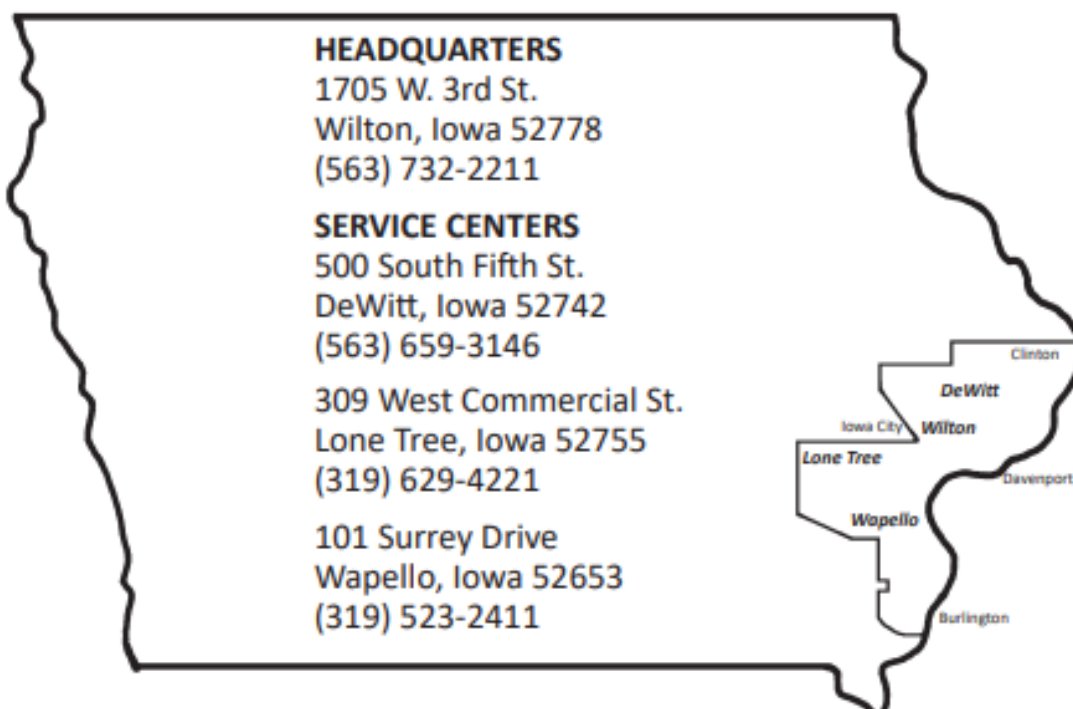 HEADQUARTERS
1705 W. 3rd St.
Wilton, Iowa 52778
(563) 732-2211
SERVICE CENTERS
500 South Fifth St.
DeWitt, Iowa 52742
(563) 659-3146
309 West Commercial St.
Lone Tree, Iowa 52755
(319) 629-4221
101 Surrey Drive
Wapello, Iowa 52653
(319) 523-2411
Clinton
DeWitt
Iowa City
Wilton
Lone Tree
Davenport
Wapello
Burlington